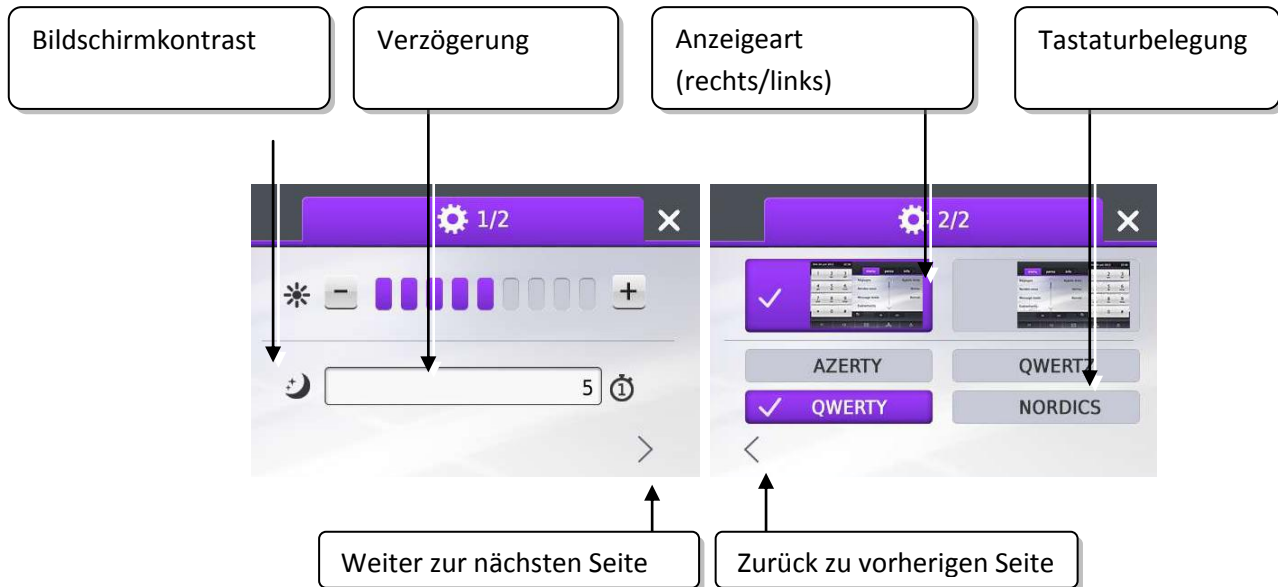 Bildschirmkontrast
Verzögerung
Anzeigeart
(rechts/links)
Tastaturbelegung
1/2
2/2
-
+
5
1
AZERTY
QWERTZ
QWERTY
NORDICS
Weiter zur nächsten Seite
Zurück zu vorherigen Seite